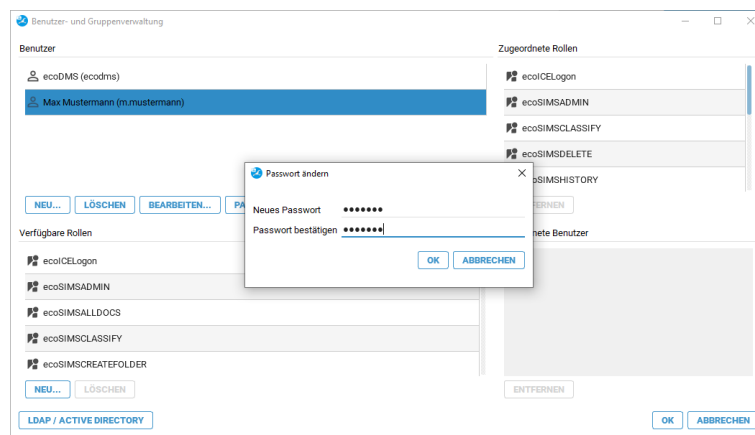 Benutzer- und Gruppenverwaltung
Benutzer
ecoDMS (ecodms)
Max Mustermann (m.mustermann)
NEU...
LÖSCHEN
BEARBEITEN...
Zugeordnete Rollen
ecoICELogon
ecoSIMSADMIN
ecoSIMSCLASSIFY
ecoSIMSDELETE
Passwort ändern
Neues Passwort ●●●●●●●
Passwort bestätigen ●●●●●●●
OK
ABBRECHEN
Verfügbare Rollen
ecoICELogon
ecoSIMSADMIN
ecoSIMSALLDOCS
ecoSIMSCLASSIFY
ecoSIMSCREATEFOLDER
NEU...
LÖSCHEN
ENTFERNEN
LDAP / ACTIVE DIRECTORY
OK
ABBRECHEN